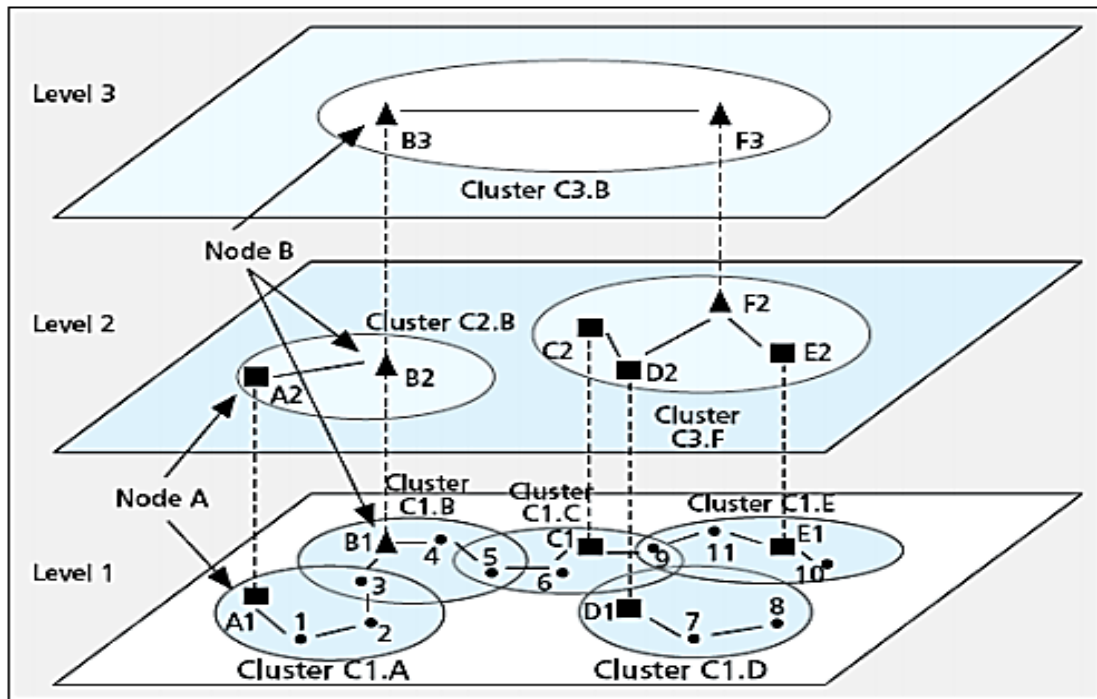 Level 3
B3
F3
Cluster C3.B
Node B
Level 2
Cluster C2.B
F2
C2
E2
A2
B2
D2
Cluster
C3.F
Node A
Cluster
C1.B
Cluster
C1.C
Cluster C1.E
B1
4
5
C1
6
9
11
E1
10
Level 1
3
A1
1
2
D1
7
8
Cluster C1.A
Cluster C1.D